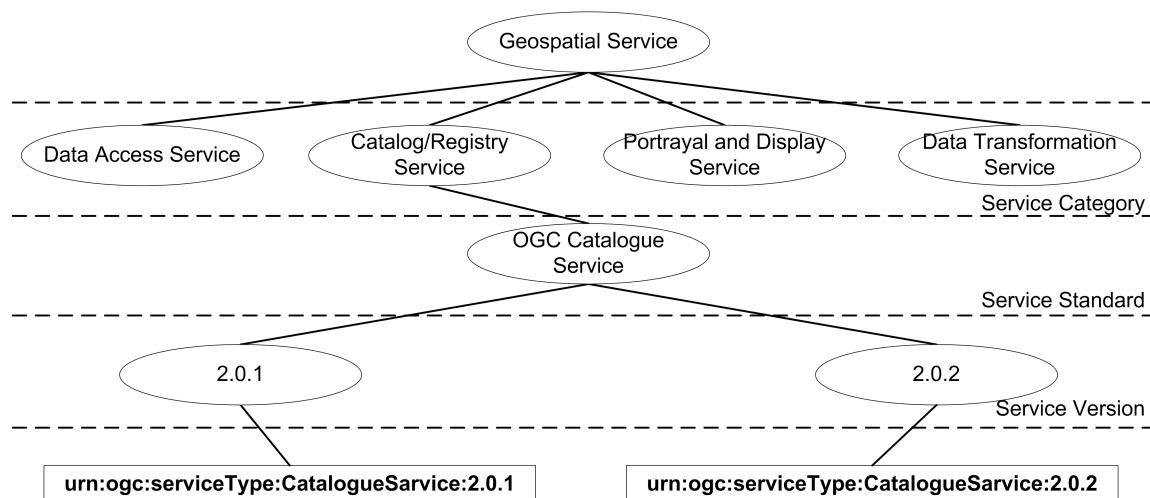 Geospatial Service
Data Access Service
Catalog/Registry
Service
Portrayal and Display
Service
Data Transformation
Service
Service Category
OGC Catalogue
Service
Service Standard
2.0.1
2.0.2
Service Version
urn:ogc:serviceType:CatalogueSarvice:2.0.1
urn:ogc:serviceType:CatalogueSarvice:2.0.2